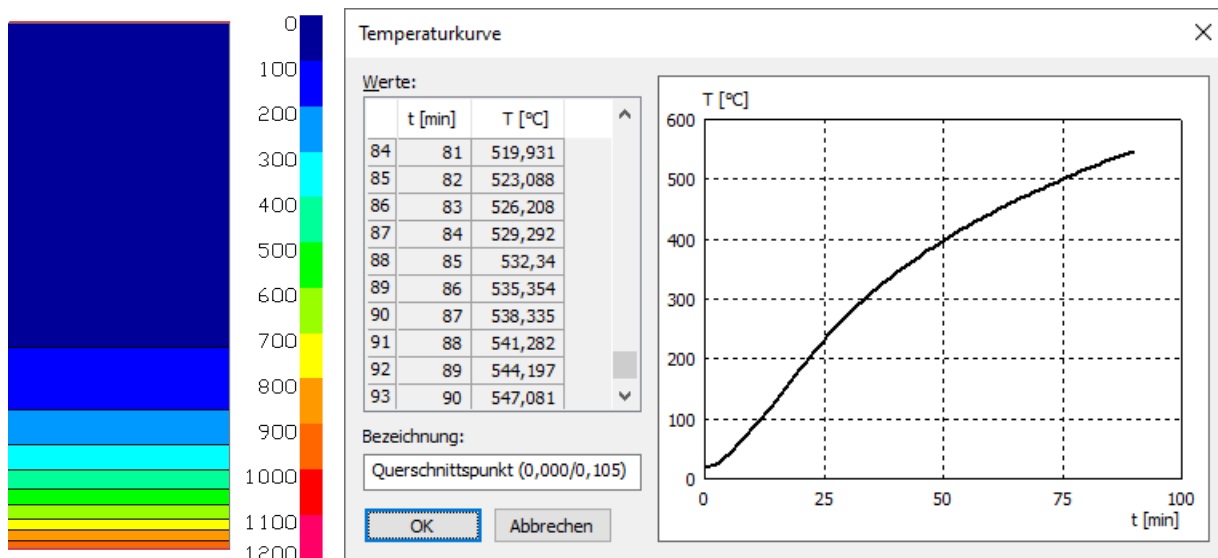 0
100
200
300
400
500
600
700
800
900
1000
1100
1200
Temperaturkurve
Werte:
t [min] T [°C]
84 81 519,931
85 82 523,088
86 83 526,208
87 84 529,292
88 85 532,34
89 86 535,354
90 87 538,335
91 88 541,282
92 89 544,197
93 90 547,081
Bezeichnung:
Querschnittspunkt (0,000/0,105)
OK Abbrechen
T [°C]
600
500
400
300
200
100
0
0 25 50 75 100
t [min]